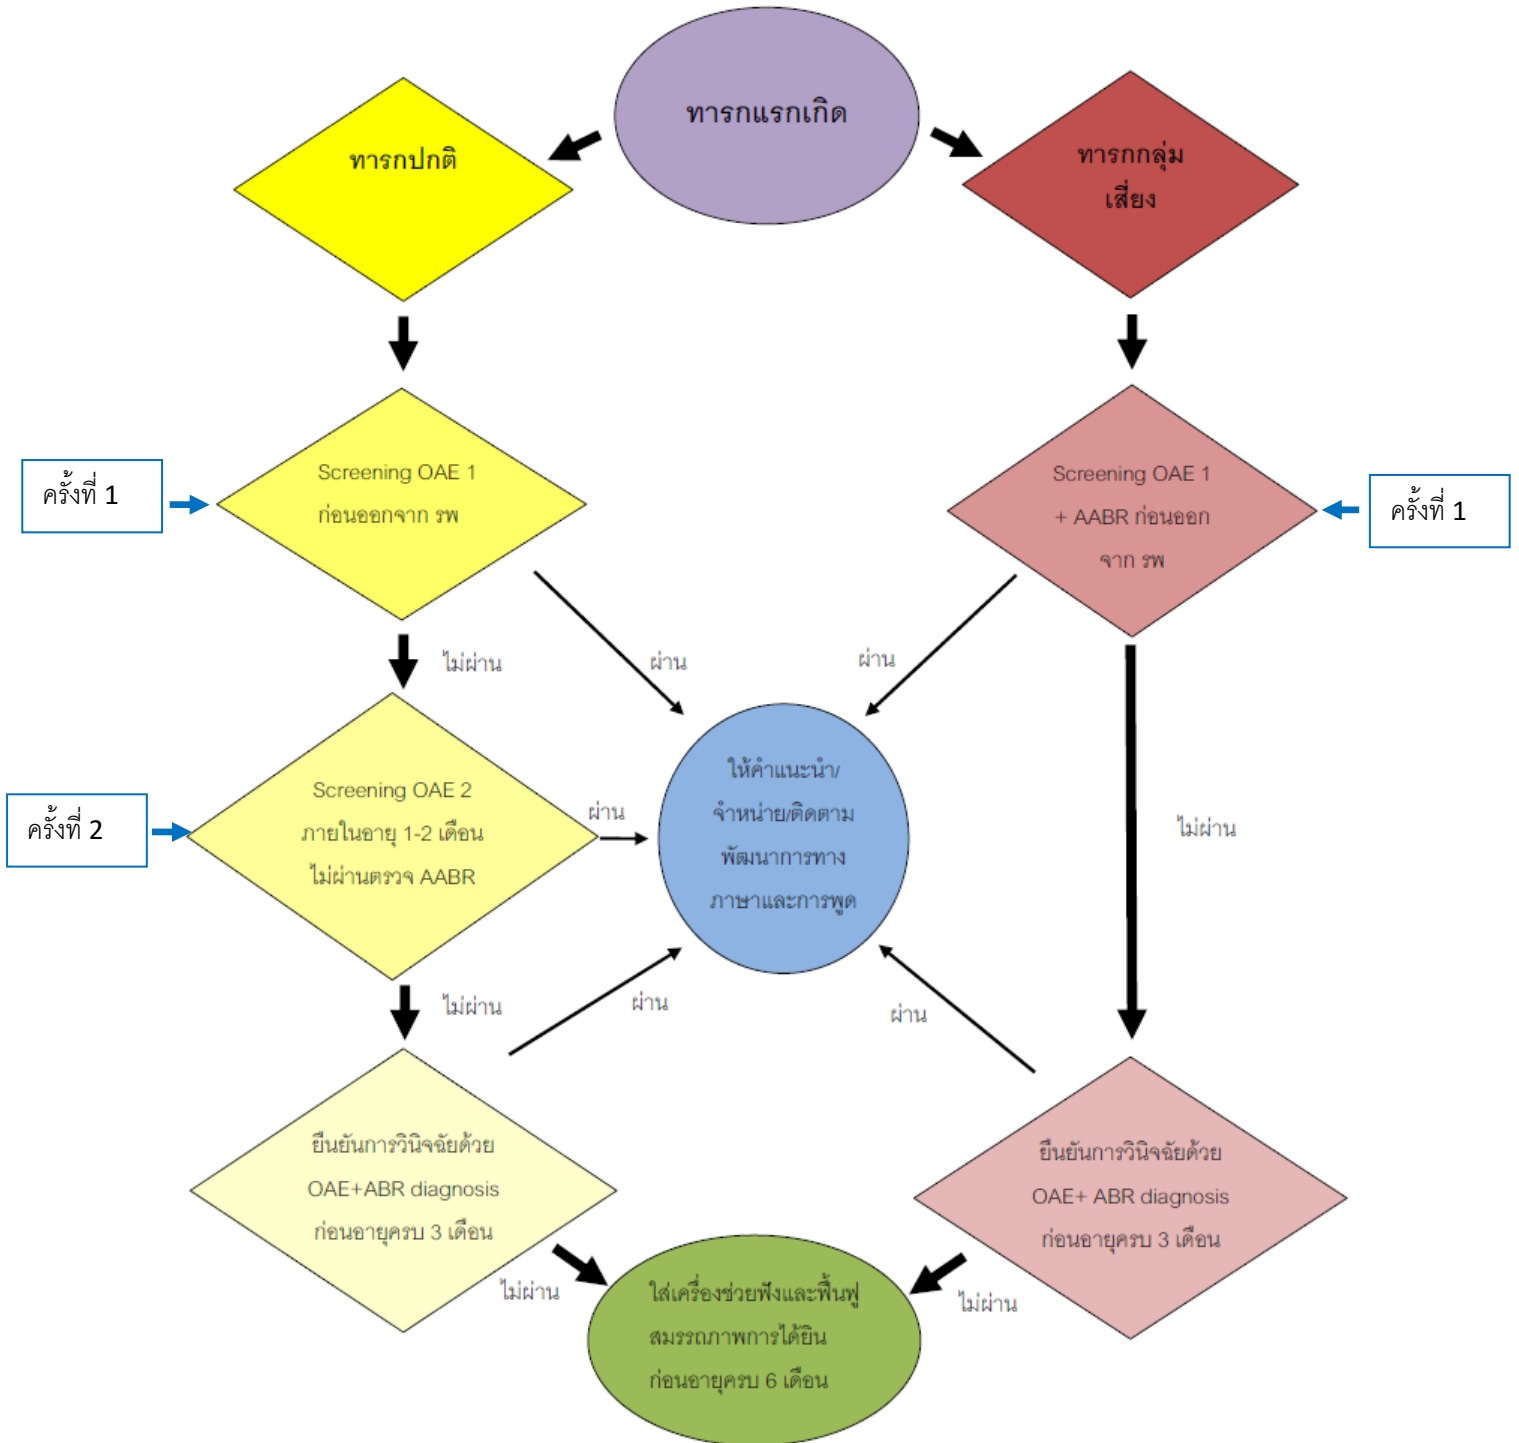 ทารกแรกเกิด
ทารกปกติ
ทารกกลุ่ม
เสี่ยง
ครั้งที่ 1
Screening OAE 1
ก่อนออกจาก รพ
Screening OAE 1
+ AABR ก่อนออก
จาก รพ
ครั้งที่ 1
ไม่ผ่าน
ผ่าน
ผ่าน
ครั้งที่ 2
Screening OAE 2
ภายในอายุ 1-2 เดือน
ไม่ผ่านตรวจ AABR
ผ่าน
ให้คำแนะนำ/
จำหน่าย/ติดตาม
พัฒนาการทาง
ภาษาและการพูด
ไม่ผ่าน
ไม่ผ่าน
ผ่าน
ผ่าน
ยืนยันการวินิจฉัยด้วย
OAE+ABR diagnosis
ก่อนอายุครบ 3 เดือน
ยืนยันการวินิจฉัยด้วย
OAE+ ABR diagnosis
ก่อนอายุครบ 3 เดือน
ไม่ผ่าน
ใส่เครื่องช่วยฟังและฟื้นฟู
สมรรถภาพการได้ยิน
ก่อนอายุครบ 6 เดือน
ไม่ผ่าน